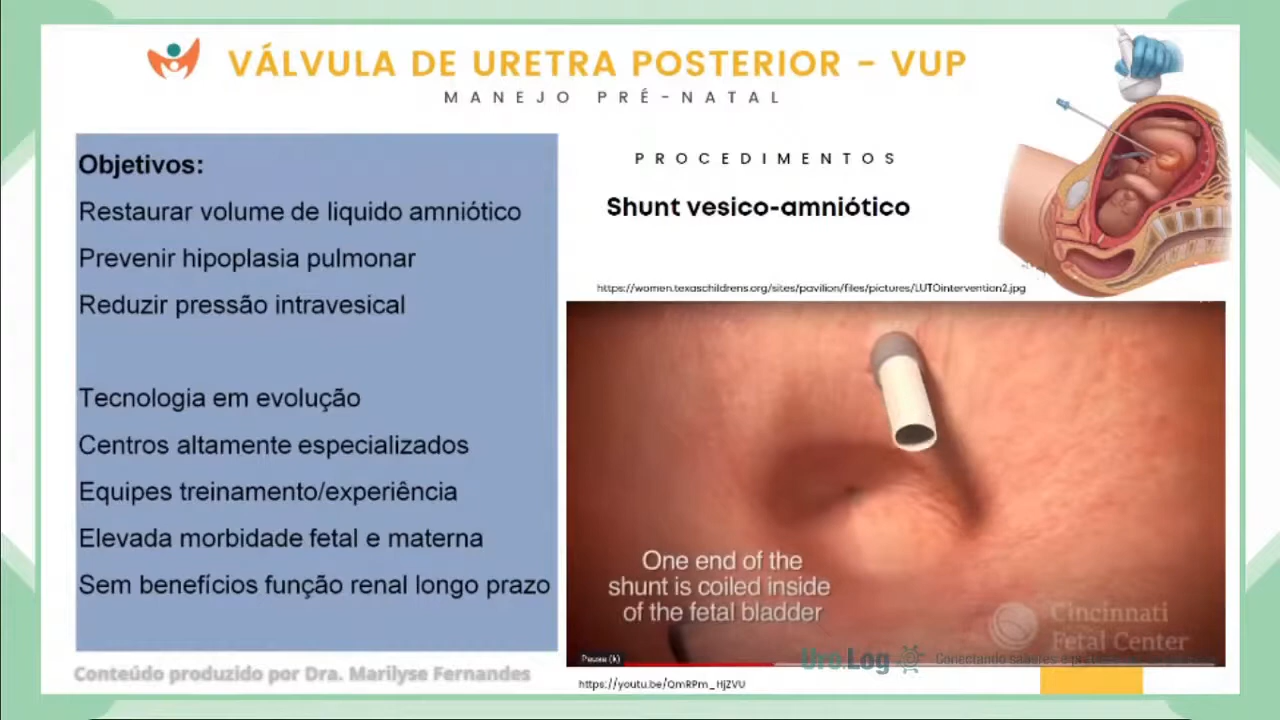 VÁLVULA DE URETRA POSTERIOR - VUP
MANEJO PRÉ-NATAL
Objetivos:
Restaurar volume de liquido amniótico
Prevenir hipoplasia pulmonar
Reduzir pressão intravesical
Tecnologia em evolução
Centros altamente especializados
Equipes treinamento/experiência
Elevada morbidade fetal e materna
Sem benefícios função renal longo prazo
Conteúdo produzido por Dra. Marilyse Fernandes
PROCEDIMENTOS
Shunt vesico-amniótico
https://women.texaschildrens.org/sites/pavilion/files/pictures/LUTOintervention2.jpg
One end of the
shunt is coiled inside
of the fetal bladder
Cincinnati
Fetal Center
Pausa (k)
Uro.Log
Conectando saberes e
https://youtu.be/QmRPm_HjZVU